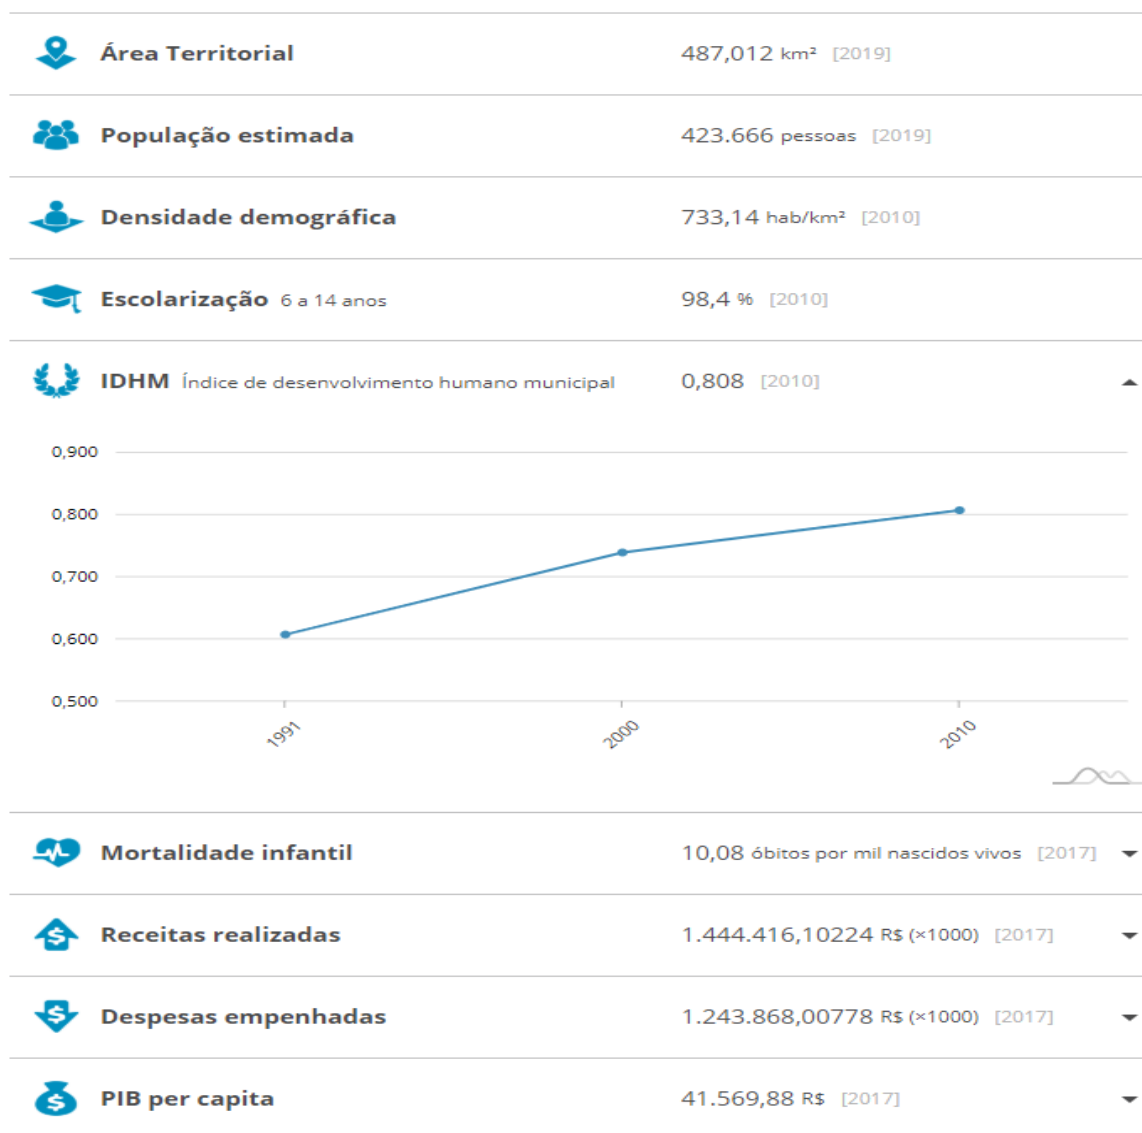 Área Territorial 487,012 km² [2019]
População estimada 423.666 pessoas [2019]
Densidade demográfica 733,14 hab/km² [2010]
Escolarização 6 a 14 anos 98,4 % [2010]
IDHM Índice de desenvolvimento humano municipal 0,808 [2010]
0,900
0,800
0,700
0,600
0,500
1991 2000 2010
Mortalidade infantil 10,08 óbitos por mil nascidos vivos [2017]
Receitas realizadas 1.444.416,10224 R$ (×1000) [2017]
Despesas empenhadas 1.243.868,00778 R$ (×1000) [2017]
PIB per capita 41.569,88 R$ [2017]